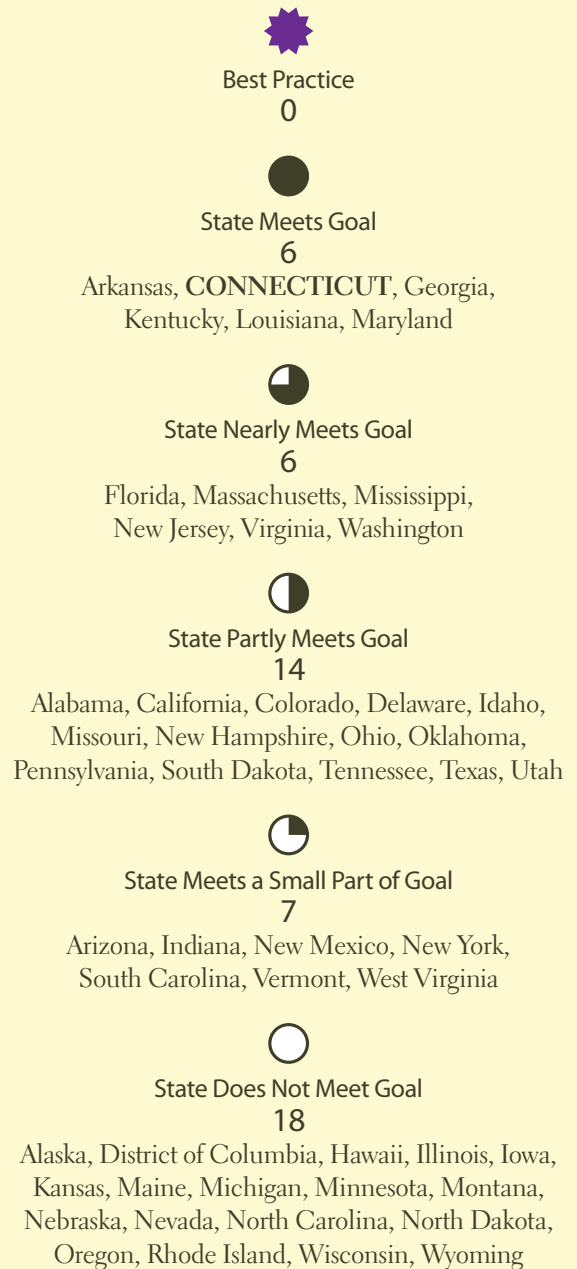 Best Practice
0
State Meets Goal
6
Arkansas, CONNECTICUT, Georgia,
Kentucky, Louisiana, Maryland
State Nearly Meets Goal
6
Florida, Massachusetts, Mississippi,
New Jersey, Virginia, Washington
State Partly Meets Goal
14
Alabama, California, Colorado, Delaware, Idaho,
Missouri, New Hampshire, Ohio, Oklahoma,
Pennsylvania, South Dakota, Tennessee, Texas, Utah
State Meets a Small Part of Goal
7
Arizona, Indiana, New Mexico, New York,
South Carolina, Vermont, West Virginia
State Does Not Meet Goal
18
Alaska, District of Columbia, Hawaii, Illinois, Iowa,
Kansas, Maine, Michigan, Minnesota, Montana,
Nebraska, Nevada, North Carolina, North Dakota,
Oregon, Rhode Island, Wisconsin, Wyoming